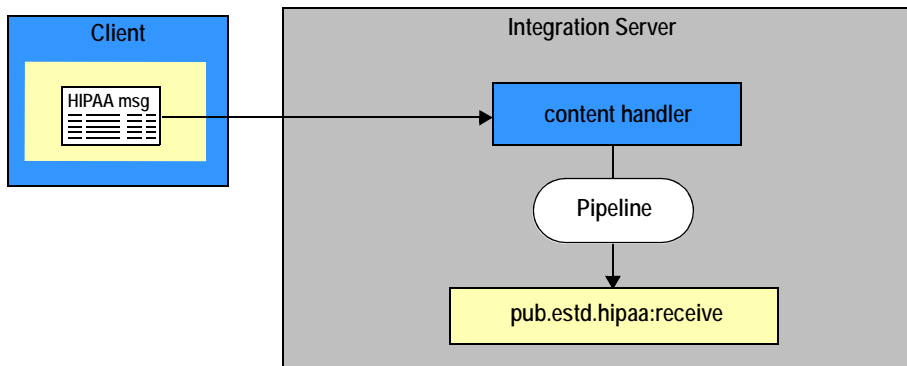 Client
HIPAA msg
Integration Server
content handler
Pipeline
pub.estd.hipaa:receive